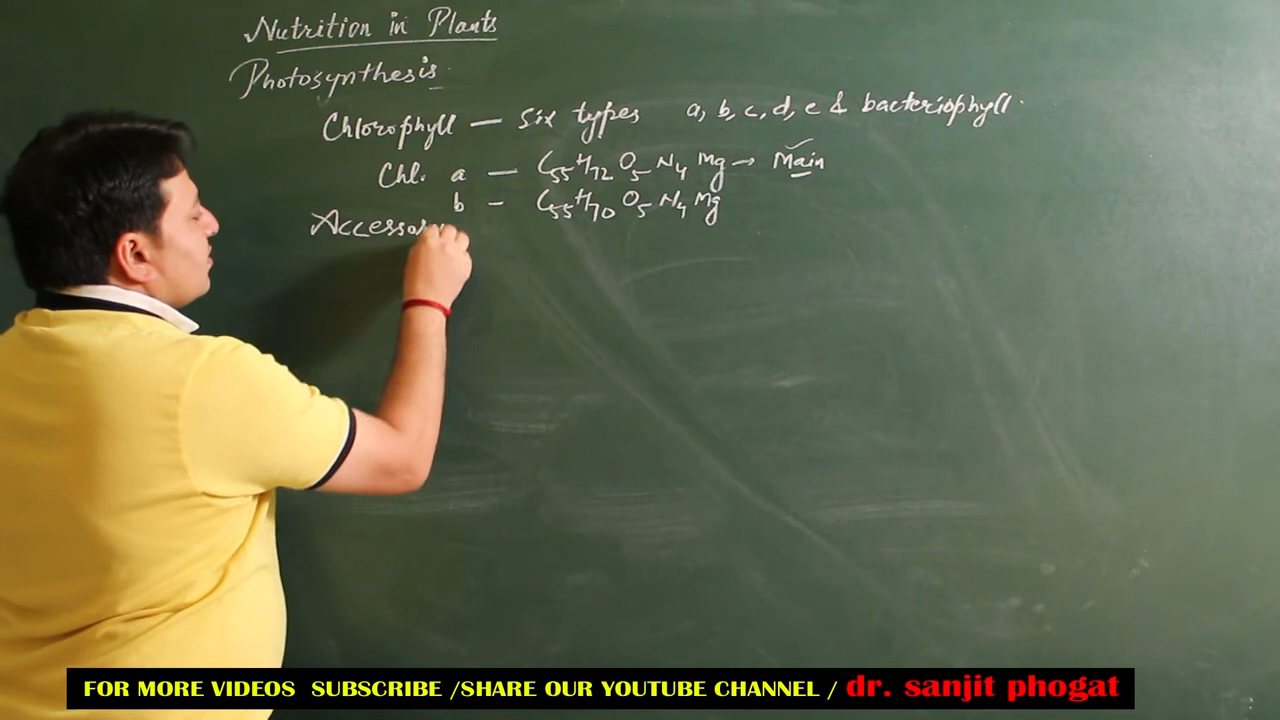 Nutrition in Plants
Photosynthesis
Chlorophyll — Six types a, b, c, d, e & bacteriophyll.
Chl. a — C55H72O5N4Mg → Main ✓
b — C55H70O5N4Mg
Accessory
FOR MORE VIDEOS SUBSCRIBE /SHARE OUR YOUTUBE CHANNEL / dr. sanjit phogat